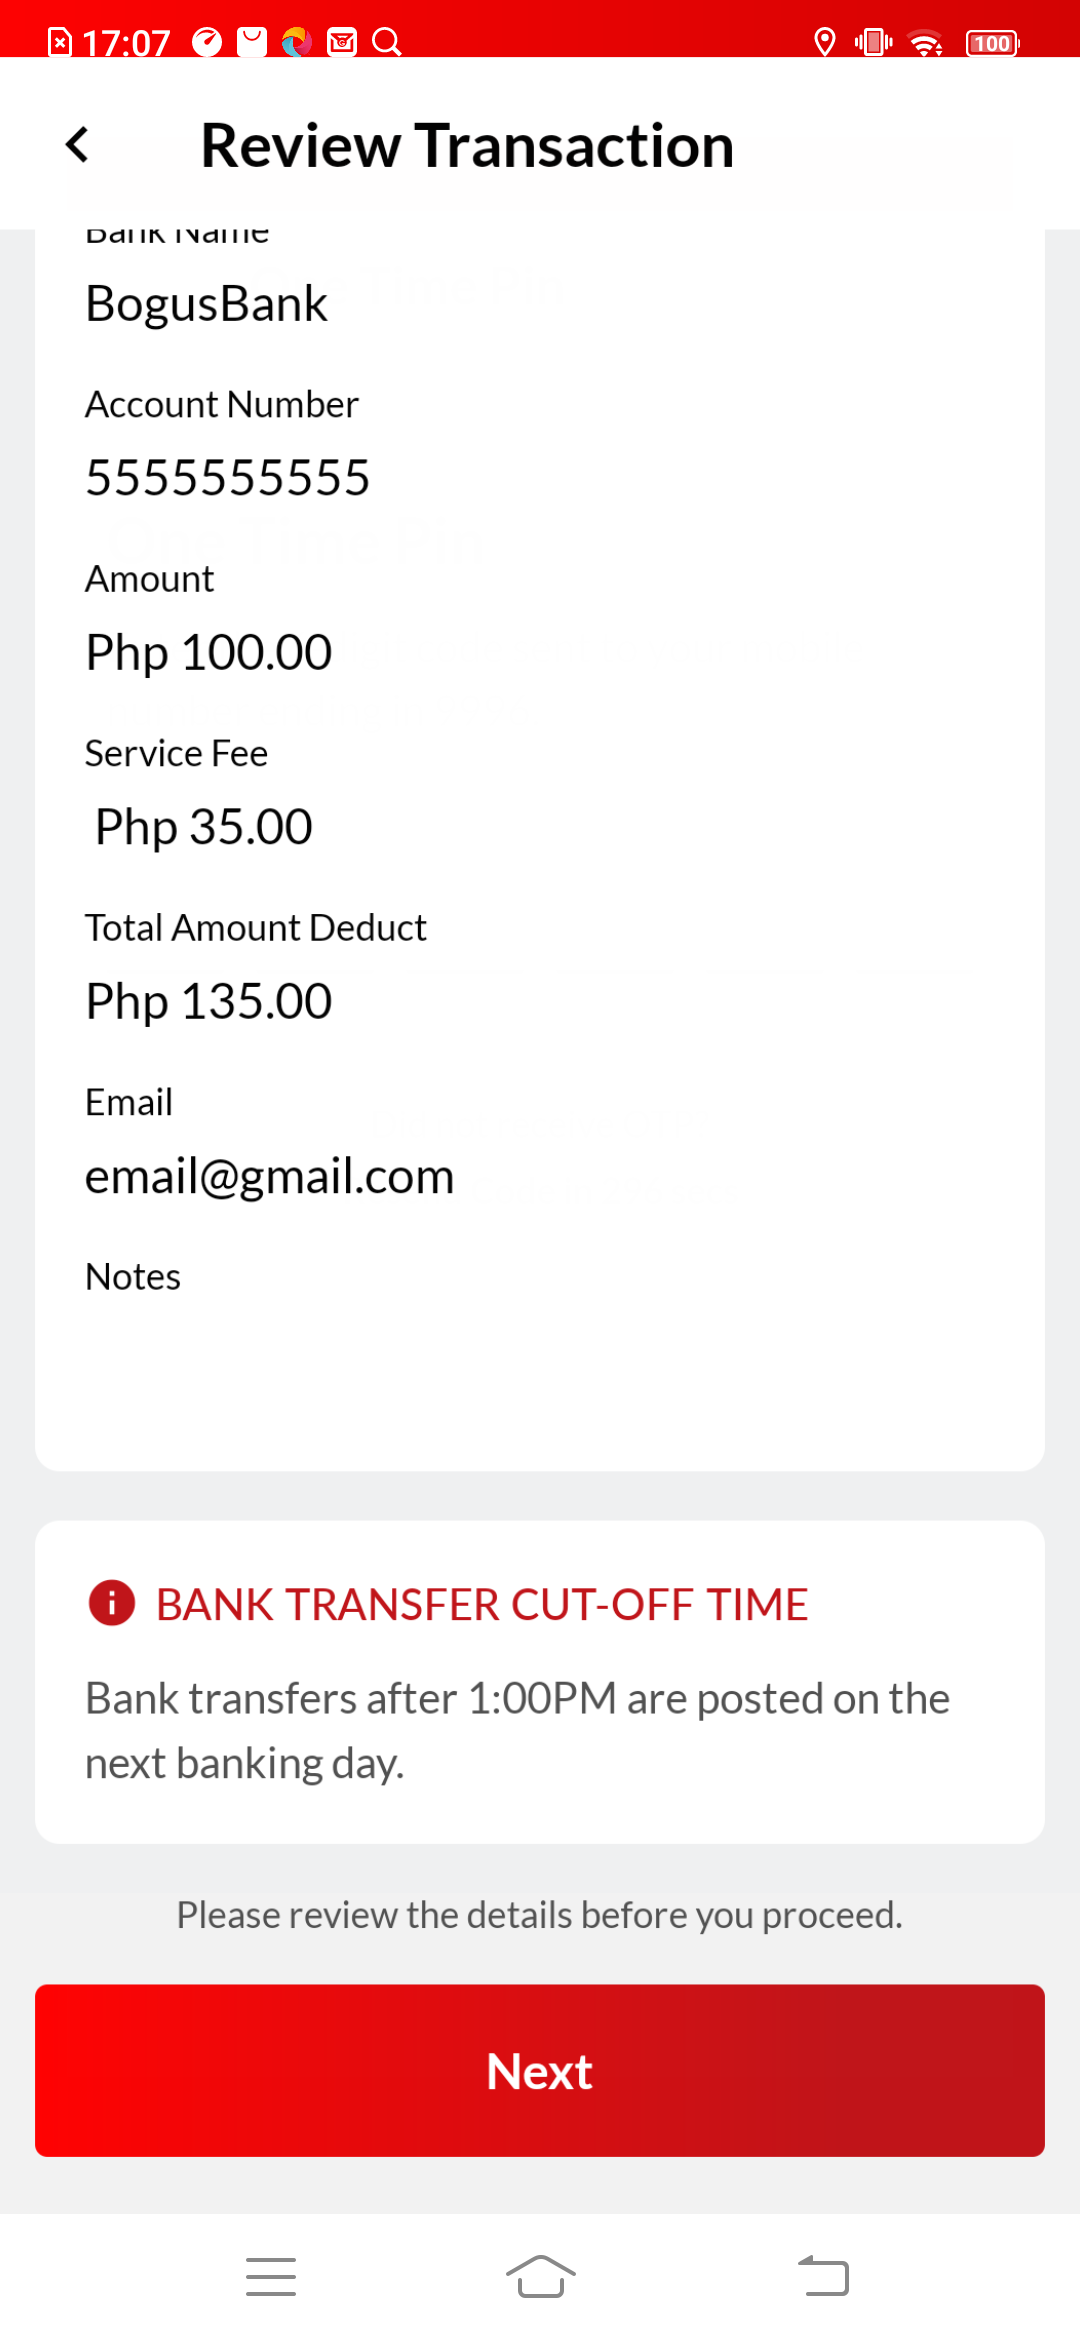 17:07
100
Review Transaction
Bank Name
BogusBank
Account Number
5555555555
Amount
Php 100.00
Service Fee
Php 35.00
Total Amount Deduct
Php 135.00
Email
email@gmail.com
Notes
BANK TRANSFER CUT-OFF TIME
Bank transfers after 1:00PM are posted on the
next banking day.
Please review the details before you proceed.
Next